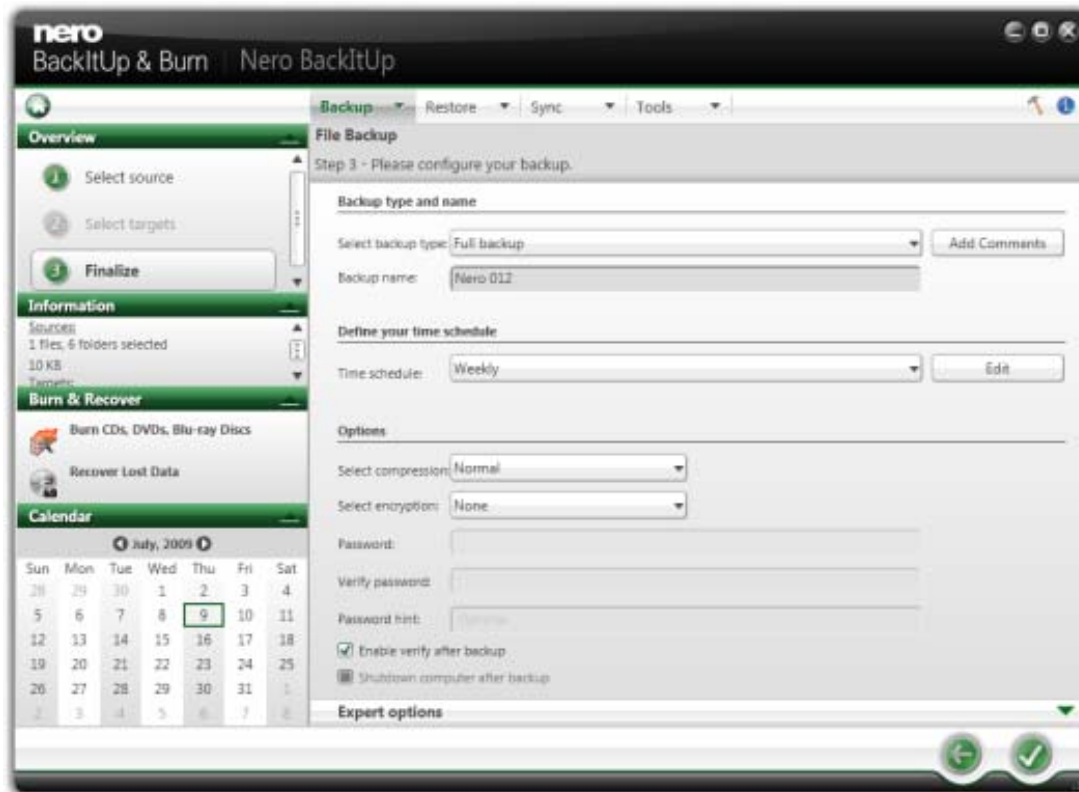 nero
BackItUp & Burn | Nero BackItUp
Backup Restore Sync Tools
Overview
1 Select source
2 Select targets
3 Finalize
Information
Sources:
1 files, 6 folders selected
10 KB
Targets:
Burn & Recover
Burn CDs, DVDs, Blu-ray Discs
Recover Lost Data
Calendar
July, 2009
Sun Mon Tue Wed Thu Fri Sat
28 29 30 1 2 3 4
5 6 7 8 9 10 11
12 13 14 15 16 17 18
19 20 21 22 23 24 25
26 27 28 29 30 31 1
2 3 4 5 6 7 8
File Backup
Step 3 - Please configure your backup.
Backup type and name
Select backup type: Full backup Add Comments
Backup name: Nero 012
Define your time schedule
Time schedule: Weekly Edit
Options
Select compression: Normal
Select encryption: None
Password:
Verify password:
Password hint:
Enable verify after backup
Shutdown computer after backup
Expert options